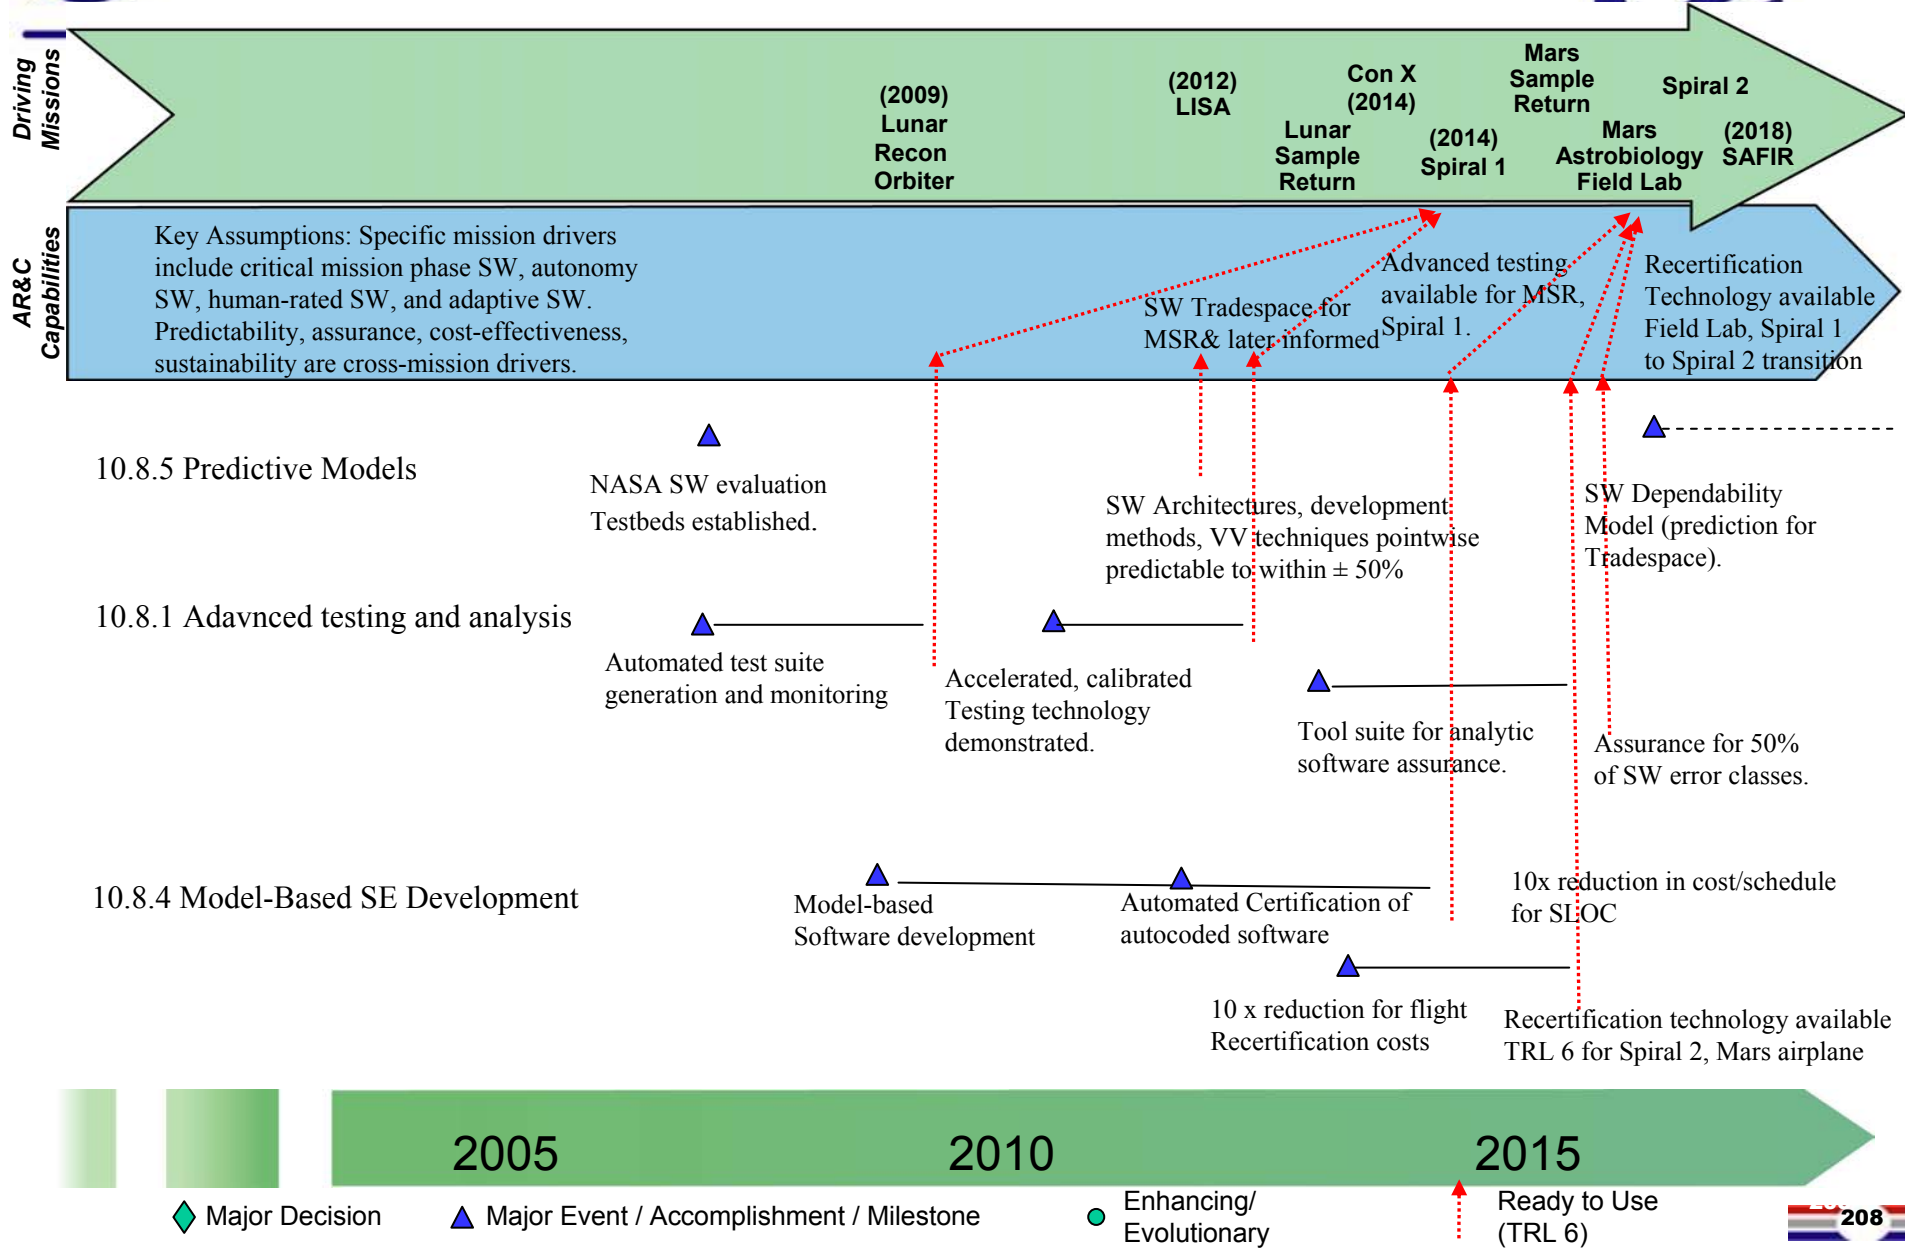 Driving
Missions
(2009)
Lunar
Recon
Orbiter
(2012)
LISA
Con X
(2014)
Lunar
Sample
Return
(2014)
Spiral 1
Mars
Sample
Return
Mars
Astrobiology
Field Lab
Spiral 2
(2018)
SAFIR
AR&C
Capabilities
Key Assumptions: Specific mission drivers
include critical mission phase SW, autonomy
SW, human-rated SW, and adaptive SW.
Predictability, assurance, cost-effectiveness,
sustainability are cross-mission drivers.
SW Tradespace for
MSR& later informed
Advanced testing
available for MSR,
Spiral 1.
Recertification
Technology available
Field Lab, Spiral 1
to Spiral 2 transition
10.8.5 Predictive Models
NASA SW evaluation
Testbeds established.
SW Architectures, development
methods, VV techniques pointwise
predictable to within ± 50%
SW Dependability
Model (prediction for
Tradespace).
10.8.1 Adavnced testing and analysis
Automated test suite
generation and monitoring
Accelerated, calibrated
Testing technology
demonstrated.
Tool suite for analytic
software assurance.
Assurance for 50%
of SW error classes.
10.8.4 Model-Based SE Development
Model-based
Software development
Automated Certification of
autocoded software
10x reduction in cost/schedule
for SLOC
10 x reduction for flight
Recertification costs
Recertification technology available
TRL 6 for Spiral 2, Mars airplane
2005
2010
2015
Major Decision
Major Event / Accomplishment / Milestone
Enhancing/
Evolutionary
Ready to Use
(TRL 6)
208